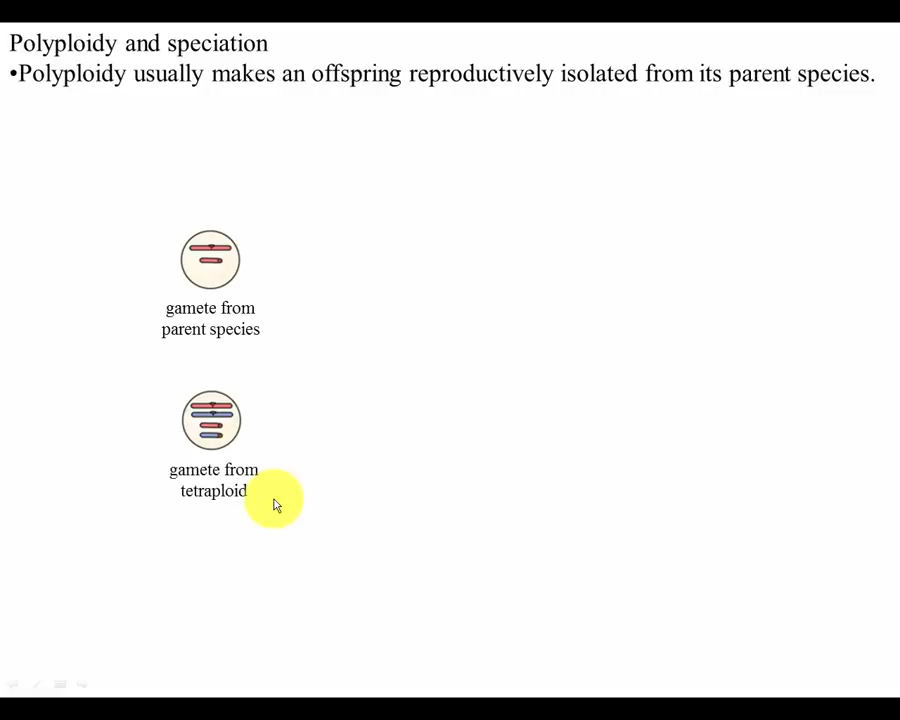 Polyploidy and speciation
•Polyploidy usually makes an offspring reproductively isolated from its parent species.
gamete from
parent species
gamete from
tetraploid